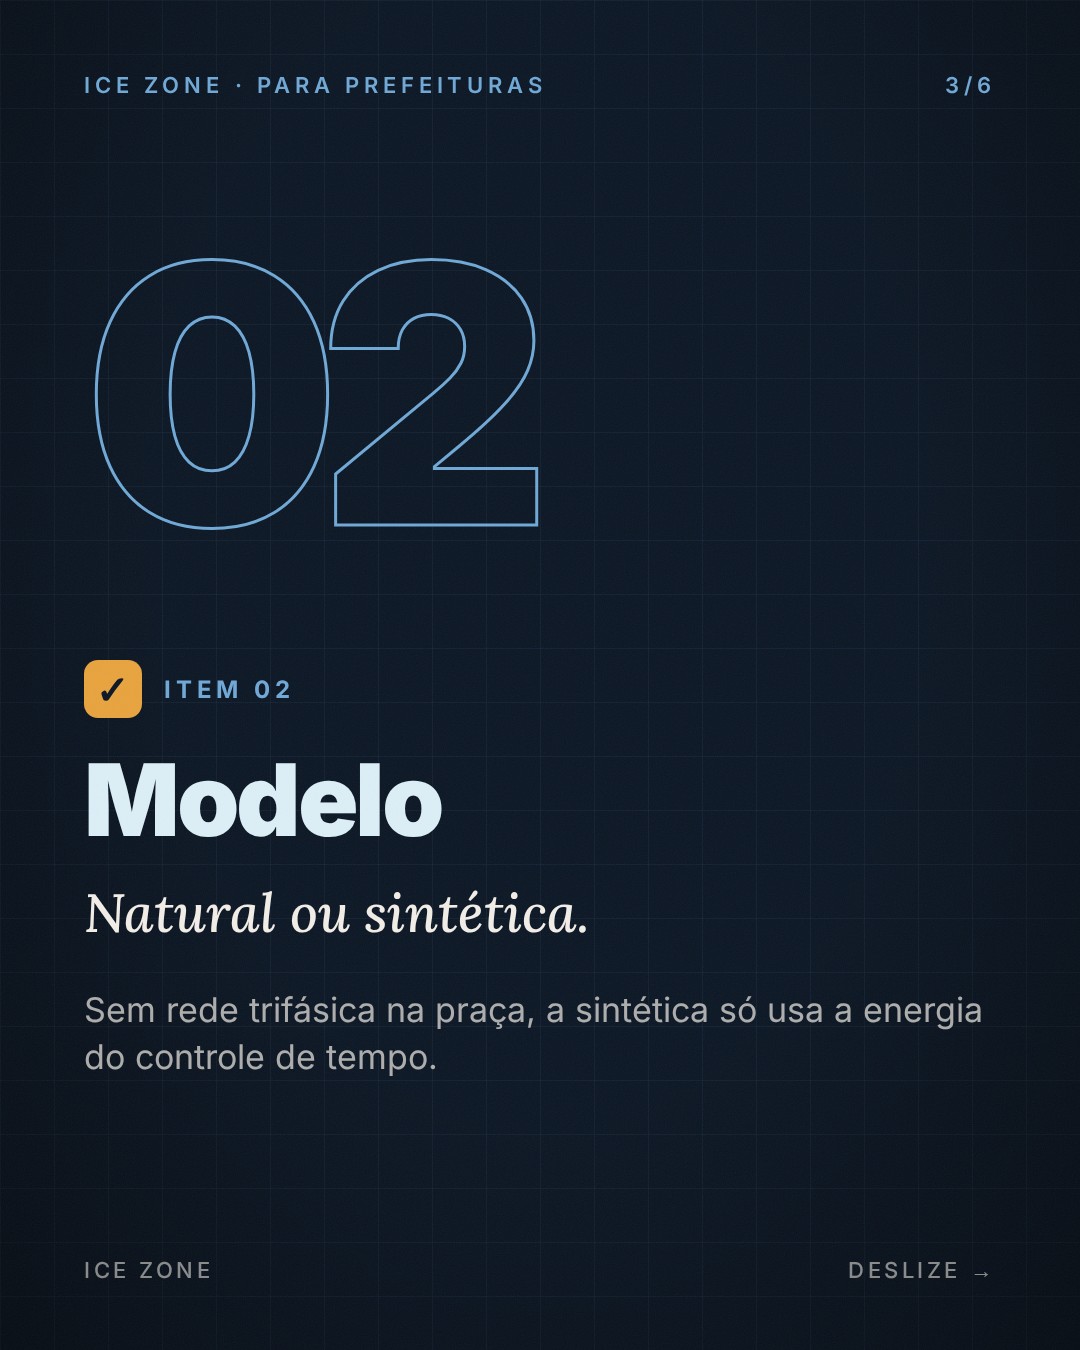 ICE ZONE · PARA PREFEITURAS
3/6
02
✓ ITEM 02
Modelo
Natural ou sintética.
Sem rede trifásica na praça, a sintética só usa a energia
do controle de tempo.
ICE ZONE
DESLIZE →